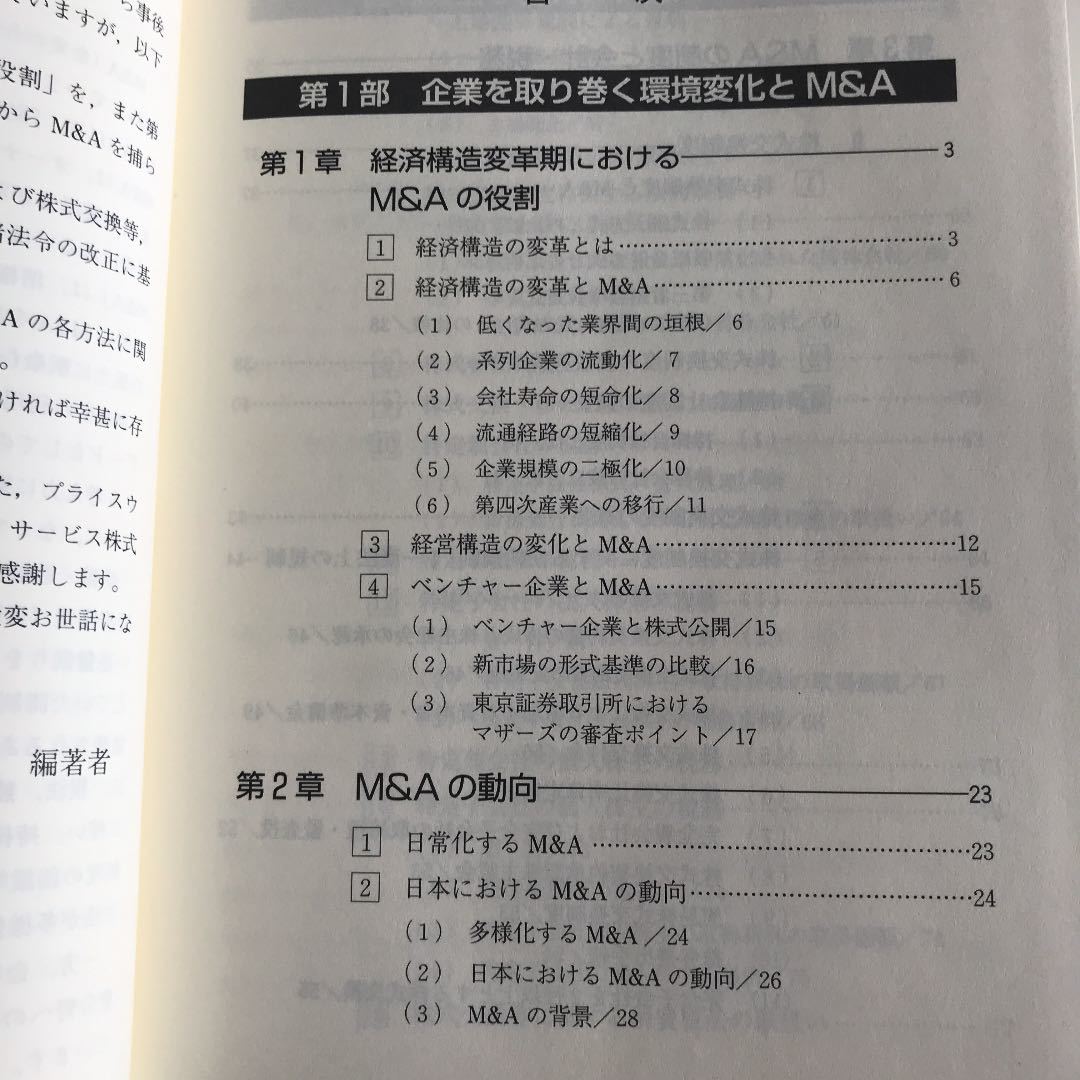 ら事後
ていますが，以下
役割」を，また第
から M&A を捕ら
よび株式交換等，
諸法令の改正に基
A の各方法に関
。
ければ幸甚に存
た，プライスウ
サービス株式
感謝します。
変お世話にな
編著者
第1部 企業を取り巻く環境変化と M&A
第1章 経済構造変革期における 3
M&A の役割
1 経済構造の変革とは 3
2 経済構造の変革と M&A 6
(1) 低くなった業界間の垣根／6
(2) 系列企業の流動化／7
(3) 会社寿命の短命化／8
(4) 流通経路の短縮化／9
(5) 企業規模の二極化／10
(6) 第四次産業への移行／11
3 経営構造の変化と M&A 12
4 ベンチャー企業と M&A 15
(1) ベンチャー企業と株式公開／15
(2) 新市場の形式基準の比較／16
(3) 東京証券取引所における
マザーズの審査ポイント／17
第2章 M&A の動向 23
1 日常化する M&A 23
2 日本における M&A の動向 24
(1) 多様化する M&A／24
(2) 日本における M&A の動向／26
(3) M&A の背景／28